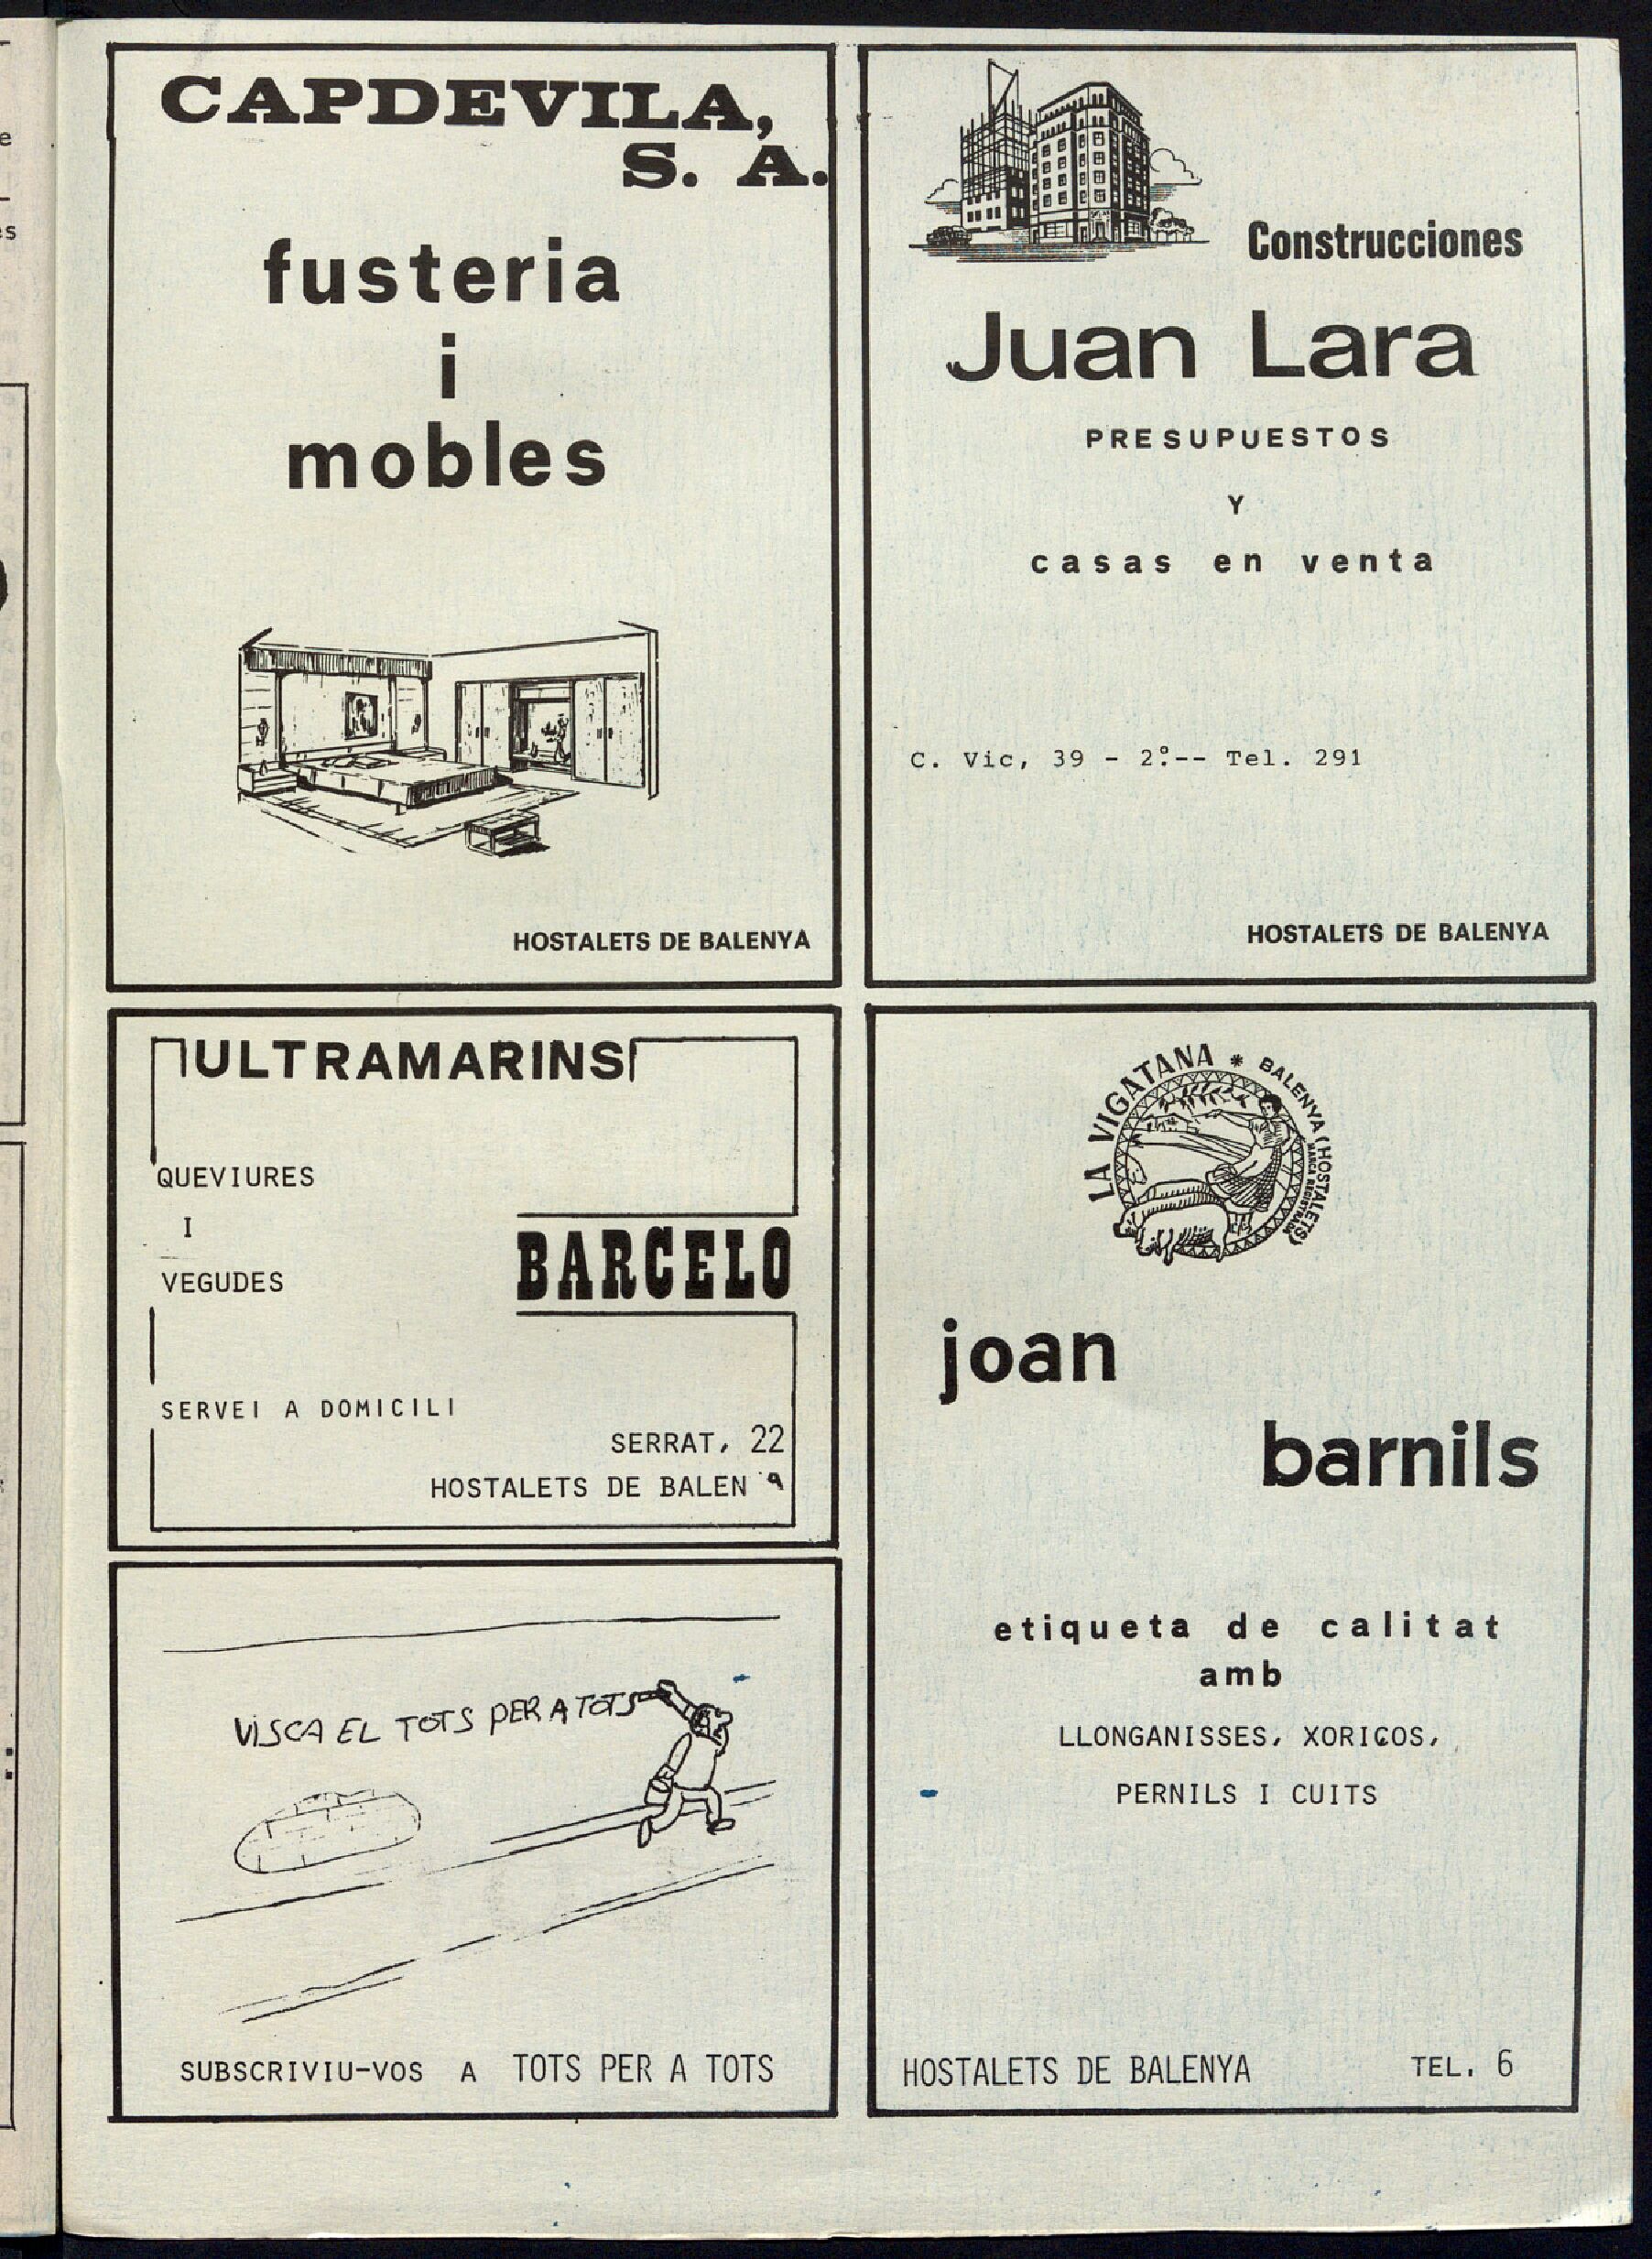 CAPDEVILA,
S. A.
fusteria
i
mobles
HOSTALETS DE BALENYA
Construcciones
Juan Lara
PRESUPUESTOS
Y
casas en venta
C. Vic, 39 - 2º-- Tel. 291
HOSTALETS DE BALENYA
ULTRAMARINS
QUEVIURES
I
VEGUDES
BARCELO
SERVEI A DOMICILI
SERRAT, 22
HOSTALETS DE BALEN a
VISCA EL TOTS PER A TOTS
SUBSCRIVIU-VOS A TOTS PER A TOTS
LA VIGATANA * BALENYA (HOSTALETS)
MARCA REGISTRADA
joan
barnils
etiqueta de calitat
amb
LLONGANISSES, XORIÇOS,
PERNILS I CUITS
HOSTALETS DE BALENYA TEL. 6